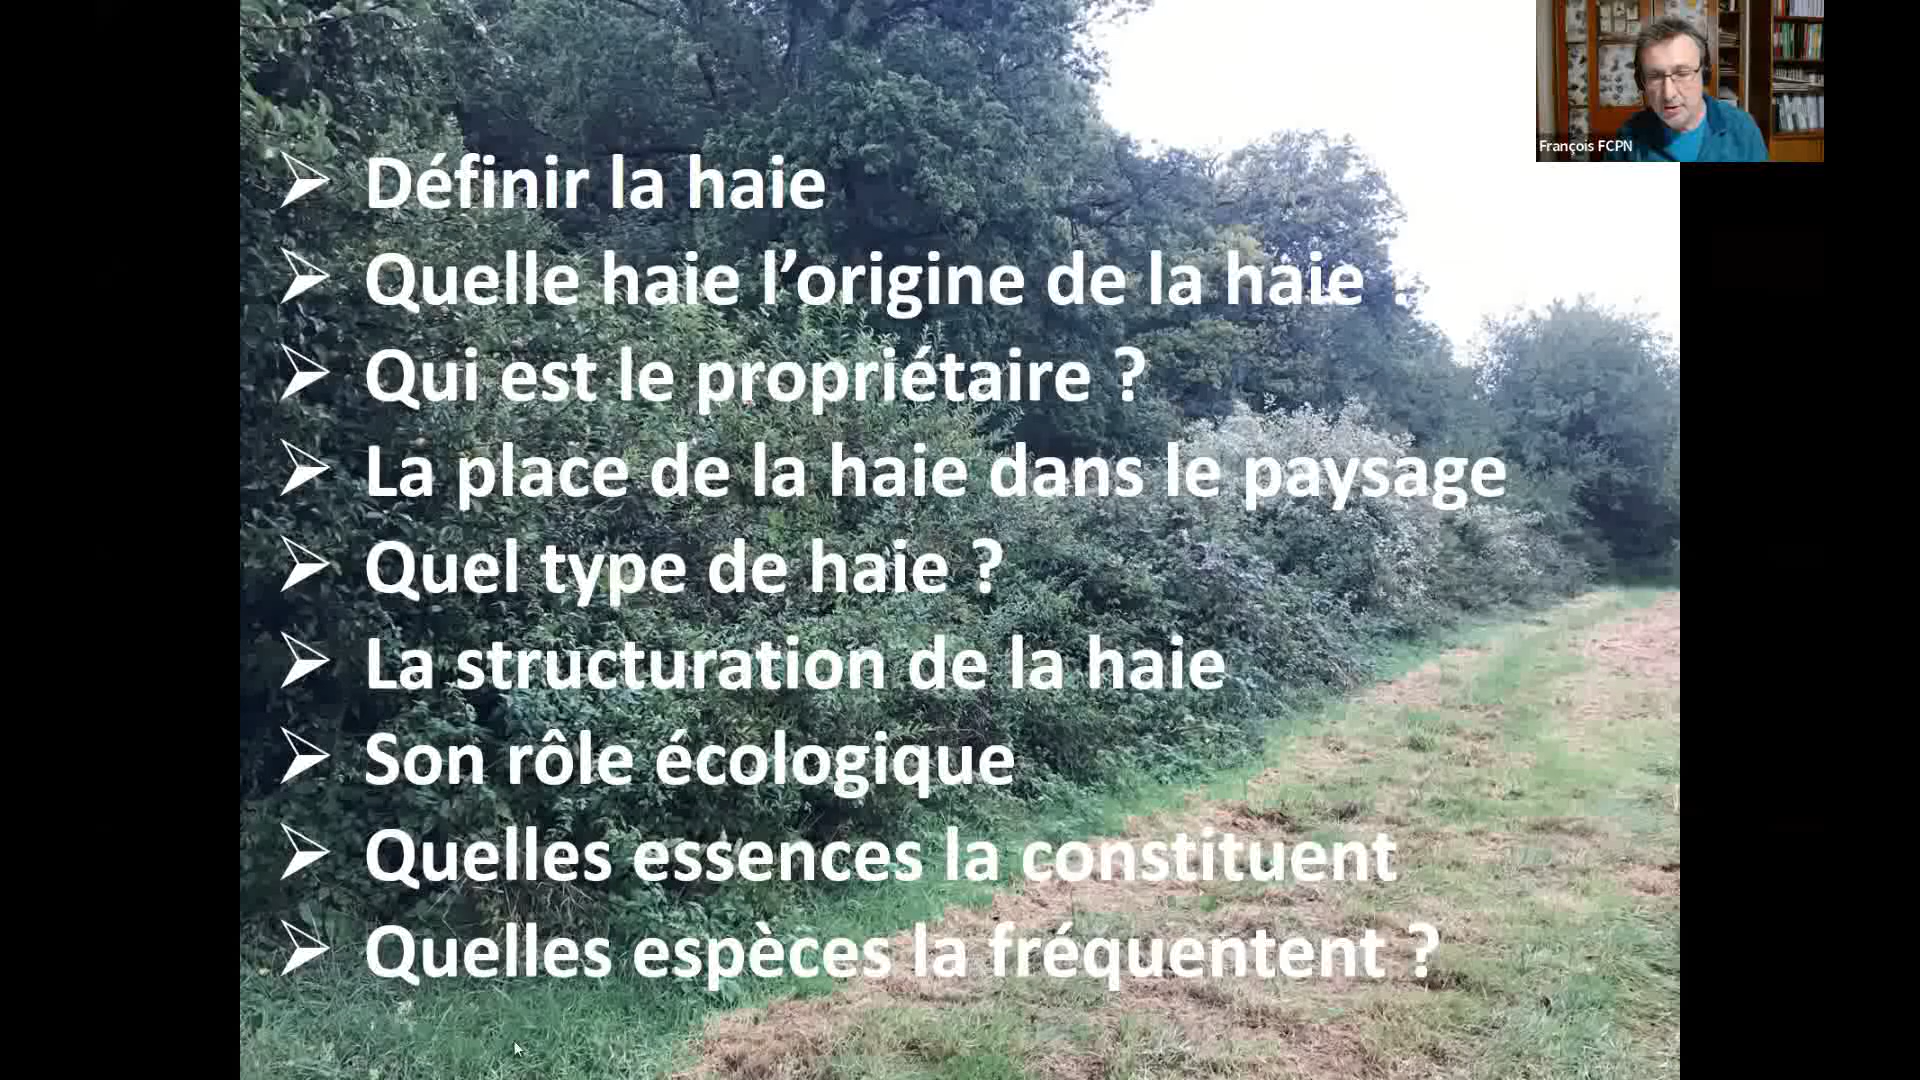 François FCPN
➢ Définir la haie
➢ Quelle haie l’origine de la haie ?
➢ Qui est le propriétaire ?
➢ La place de la haie dans le paysage
➢ Quel type de haie ?
➢ La structuration de la haie
➢ Son rôle écologique
➢ Quelles essences la constituent
➢ Quelles espèces la fréquentent ?